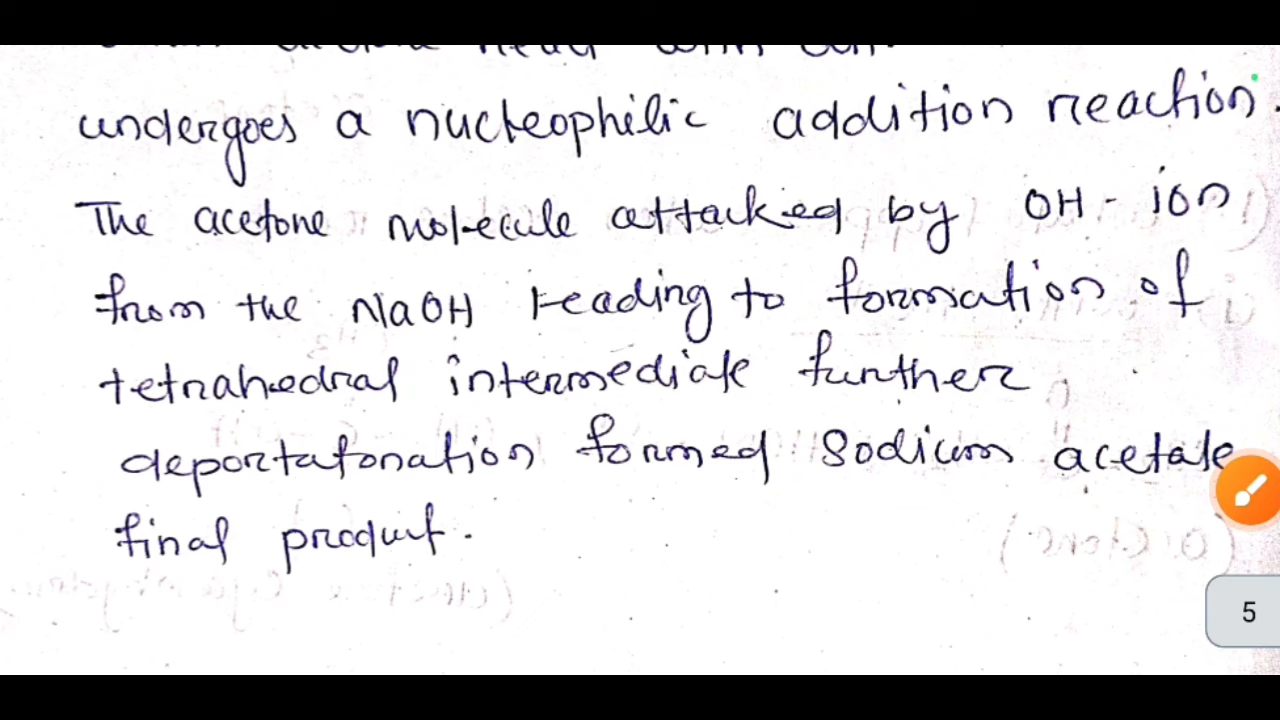 undergoes a nucleophilic addition reaction.
The acetone molecule attacked by OH - ion
from the NaOH leading to formation of
tetrahedral intermediate further
deportafonation formed sodium acetate
final product.
5